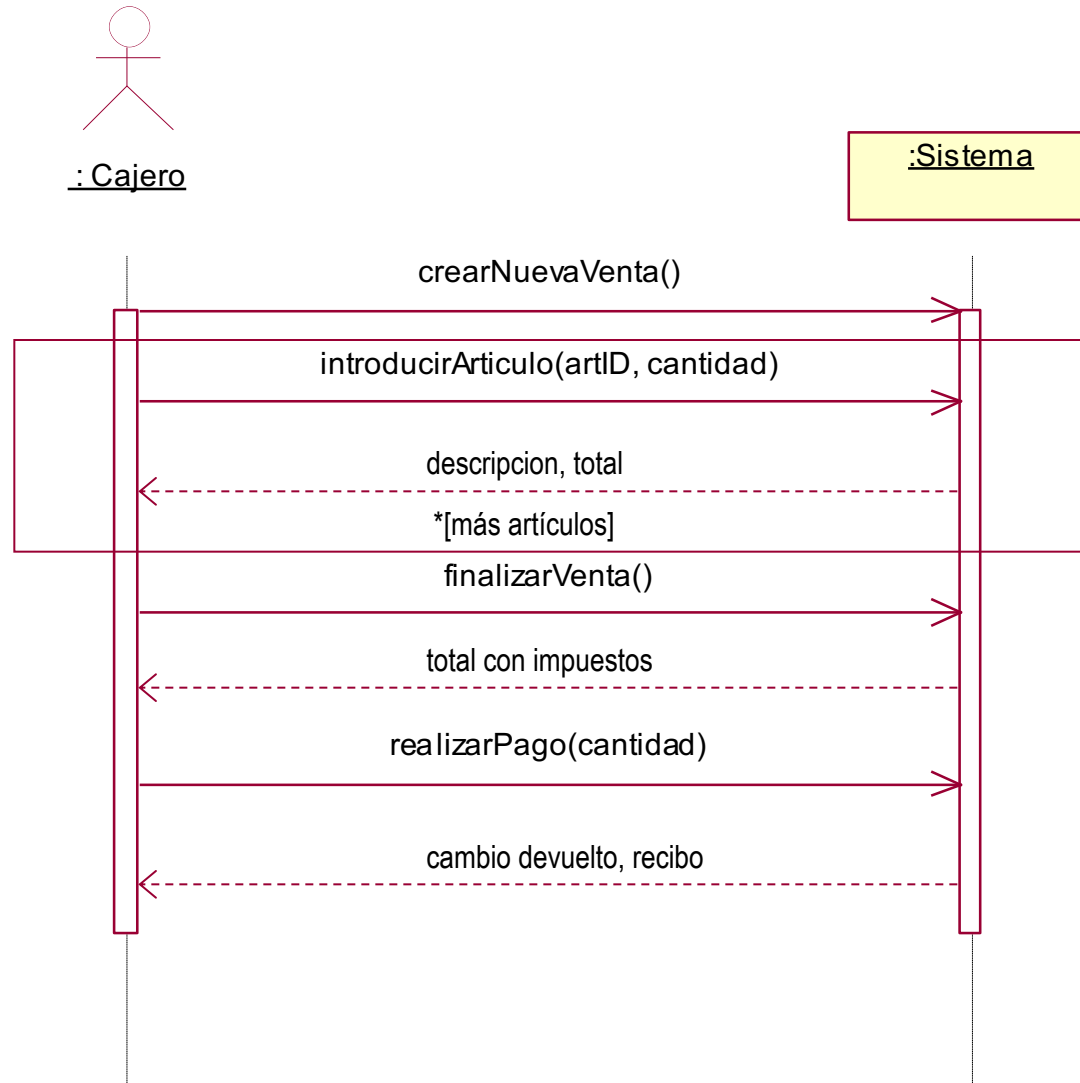 : Cajero
:Sistema
crearNuevaVenta()
introducirArticulo(artID, cantidad)
descripcion, total
*[más artículos]
finalizarVenta()
total con impuestos
realizarPago(cantidad)
cambio devuelto, recibo